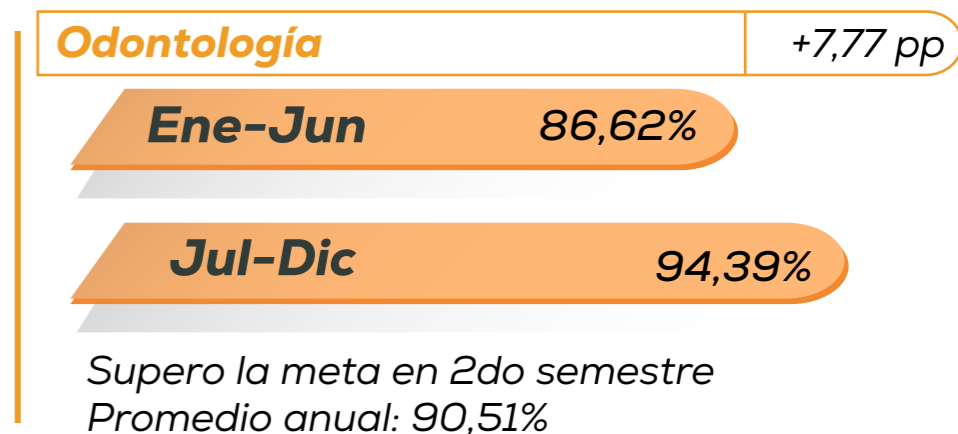 Odontología +7,77 pp
Ene-Jun 86,62%
Jul-Dic 94,39%
Supero la meta en 2do semestre
Promedio anual: 90,51%